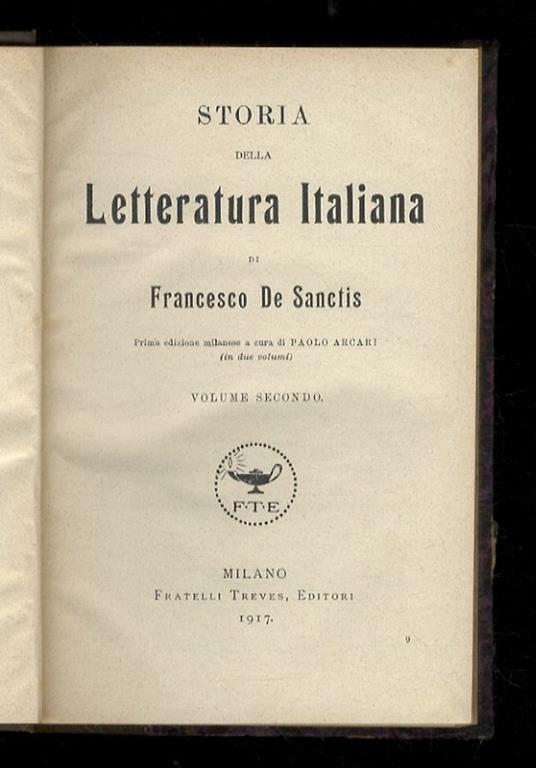 STORIA
DELLA
Letteratura Italiana
DI
Francesco De Sanctis
Prima edizione milanese a cura di PAOLO ARCARI
(in due volumi)
VOLUME SECONDO.
F·T·E
MILANO
FRATELLI TREVES, EDITORI
1917.
9